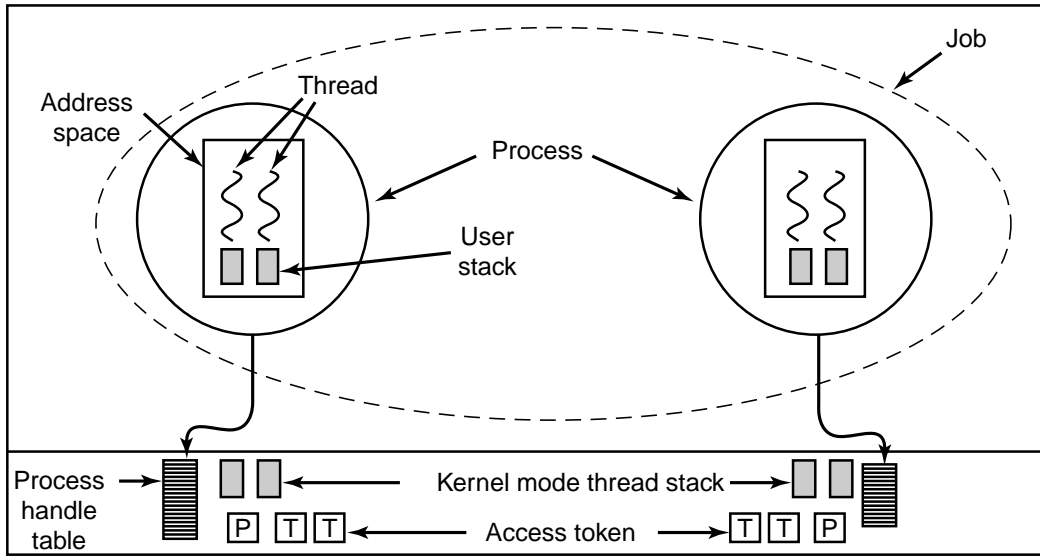 Job
Thread
Address
space
Process
User
stack
Process
handle
table
Kernel mode thread stack
P T T
Access token
T T P